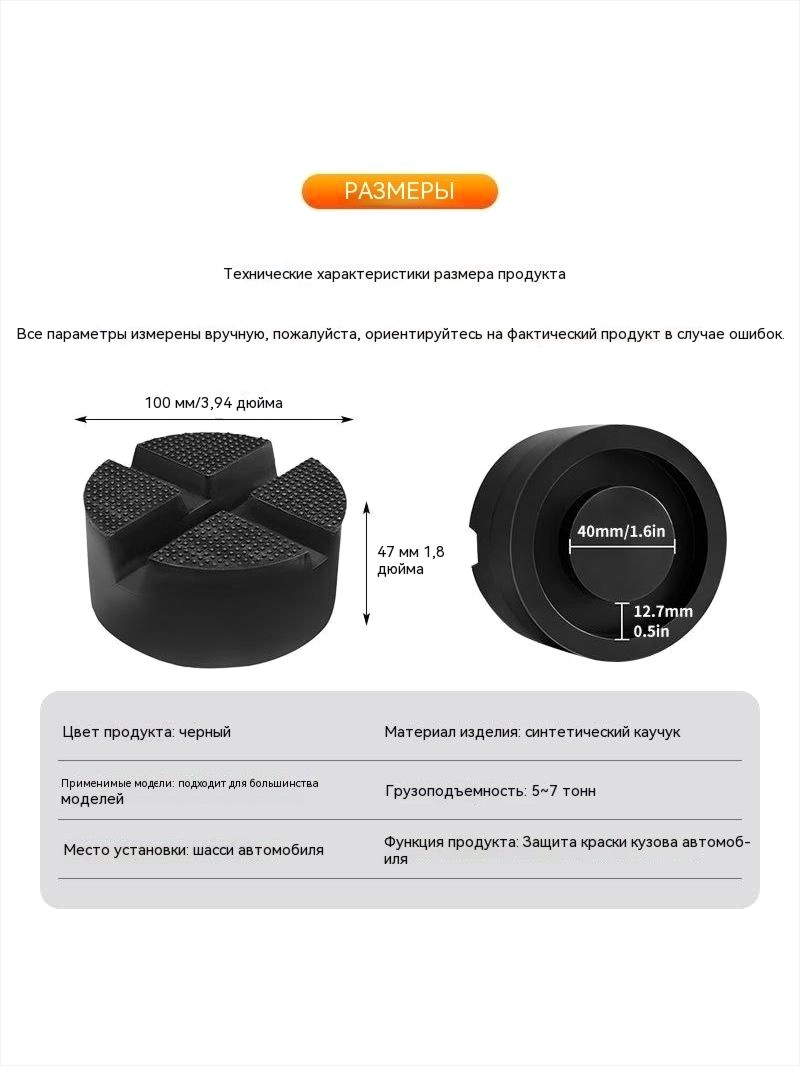 РАЗМЕРЫ
Технические характеристики размера продукта
Все параметры измерены вручную, пожалуйста, ориентируйтесь на фактический продукт в случае ошибок.
100 мм/3,94 дюйма
47 мм 1,8
дюйма
40mm/1.6in
12.7mm
0.5in
Цвет продукта: черный
Материал изделия: синтетический каучук
Применимые модели: подходит для большинства
моделей
Грузоподъемность: 5~7 тонн
Место установки: шасси автомобиля
Функция продукта: Защита краски кузова автомоб-
иля